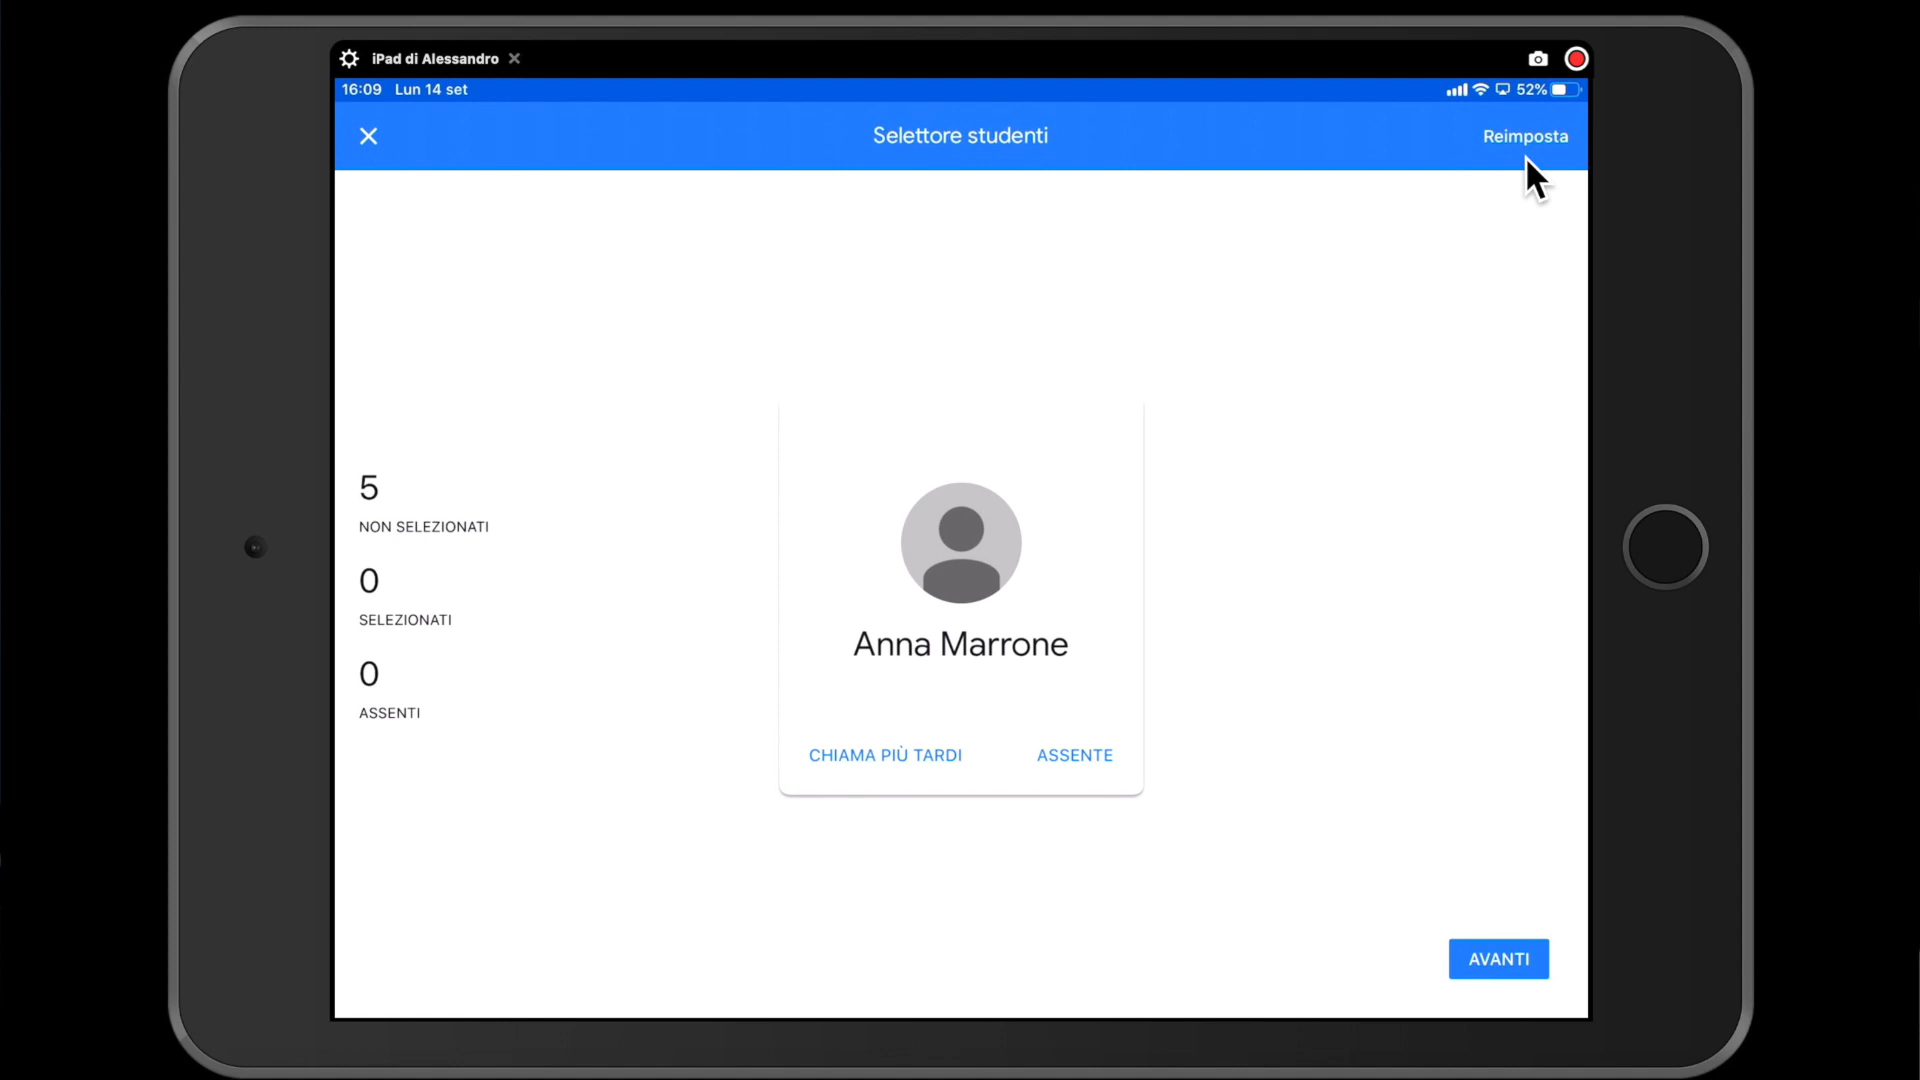 iPad di Alessandro
16:09 Lun 14 set
52%
Selettore studenti
Reimposta
5
NON SELEZIONATI
0
SELEZIONATI
0
ASSENTI
Anna Marrone
CHIAMA PIÙ TARDI
ASSENTE
AVANTI